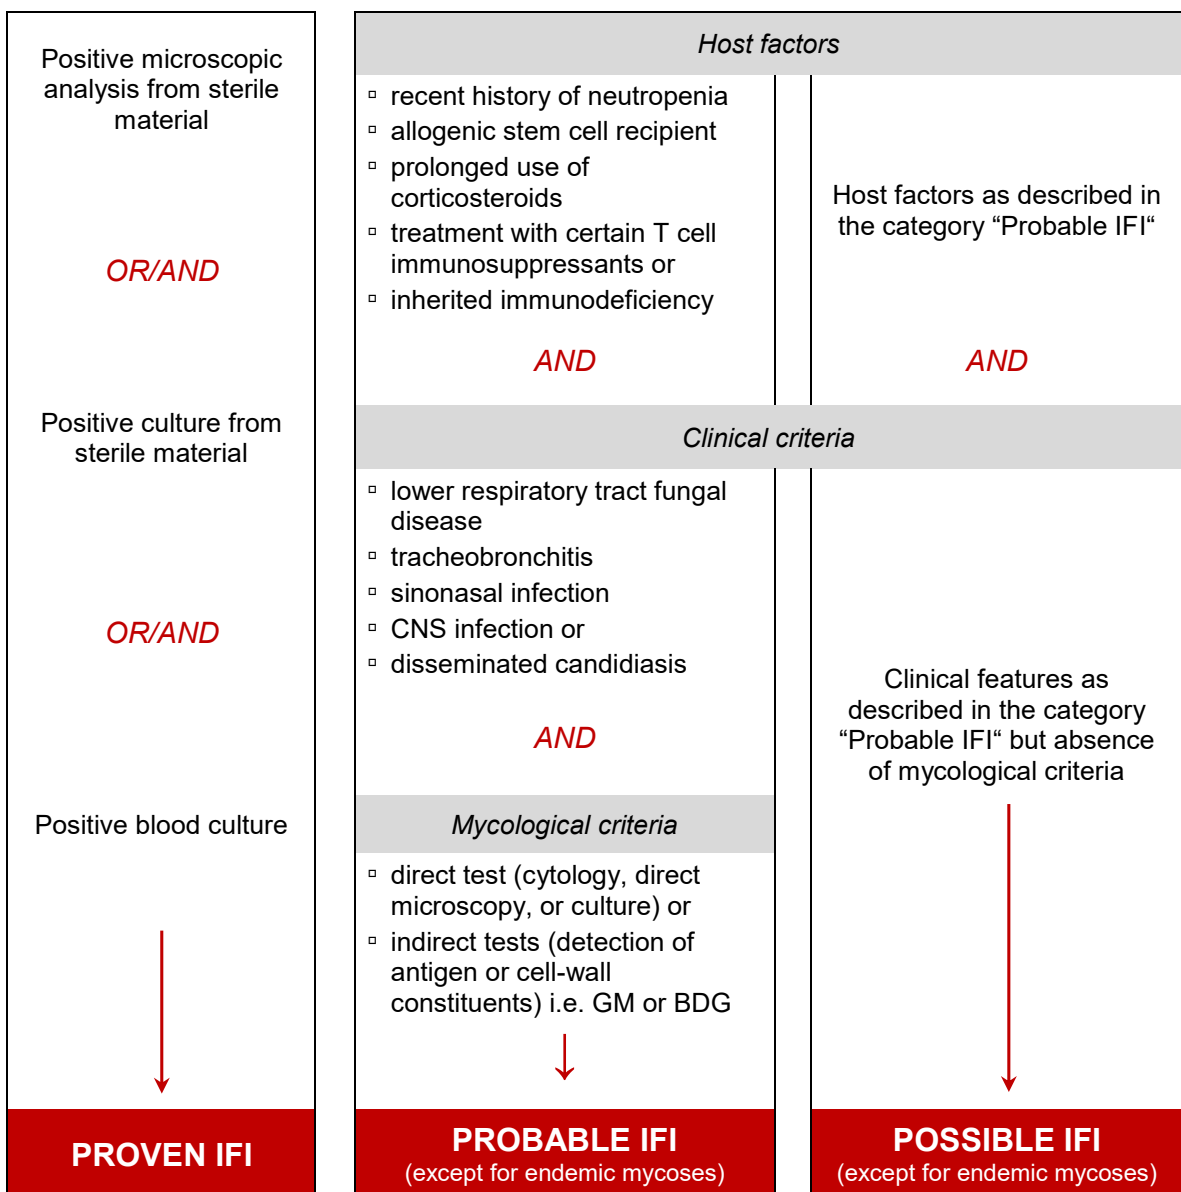 Positive microscopic
analysis from sterile
material
OR/AND
Positive culture from
sterile material
OR/AND
Positive blood culture
PROVEN IFI
Host factors
▫ recent history of neutropenia
▫ allogenic stem cell recipient
▫ prolonged use of
corticosteroids
▫ treatment with certain T cell
immunosuppressants or
▫ inherited immunodeficiency
AND
Host factors as described in
the category “Probable IFI“
AND
Clinical criteria
▫ lower respiratory tract fungal
disease
▫ tracheobronchitis
▫ sinonasal infection
▫ CNS infection or
▫ disseminated candidiasis
AND
Mycological criteria
▫ direct test (cytology, direct
microscopy, or culture) or
▫ indirect tests (detection of
antigen or cell-wall
constituents) i.e. GM or BDG
PROBABLE IFI
(except for endemic mycoses)
Clinical features as
described in the category
“Probable IFI“ but absence
of mycological criteria
POSSIBLE IFI
(except for endemic mycoses)